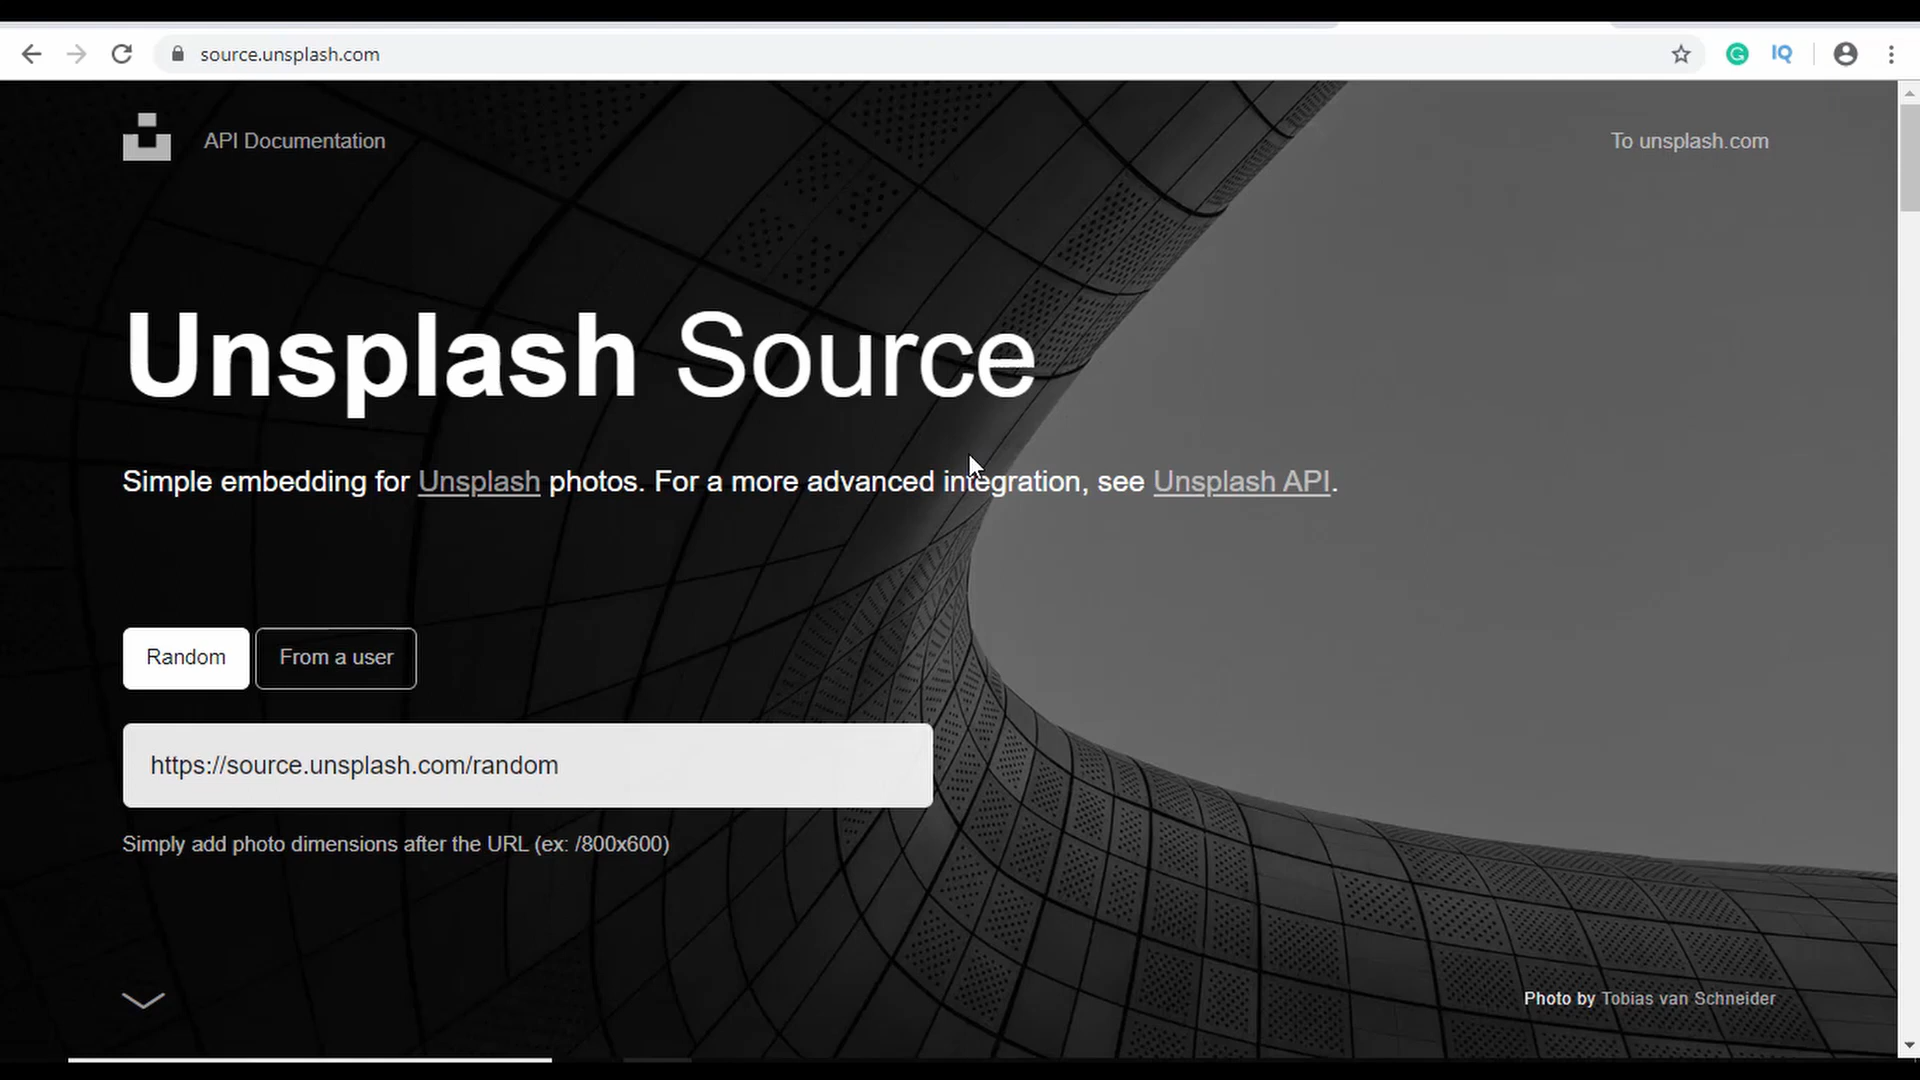 source.unsplash.com
IQ
API Documentation
To unsplash.com
Unsplash Source
Simple embedding for Unsplash photos. For a more advanced integration, see Unsplash API.
Random
From a user
https://source.unsplash.com/random
Simply add photo dimensions after the URL (ex: /800x600)
Photo by Tobias van Schneider